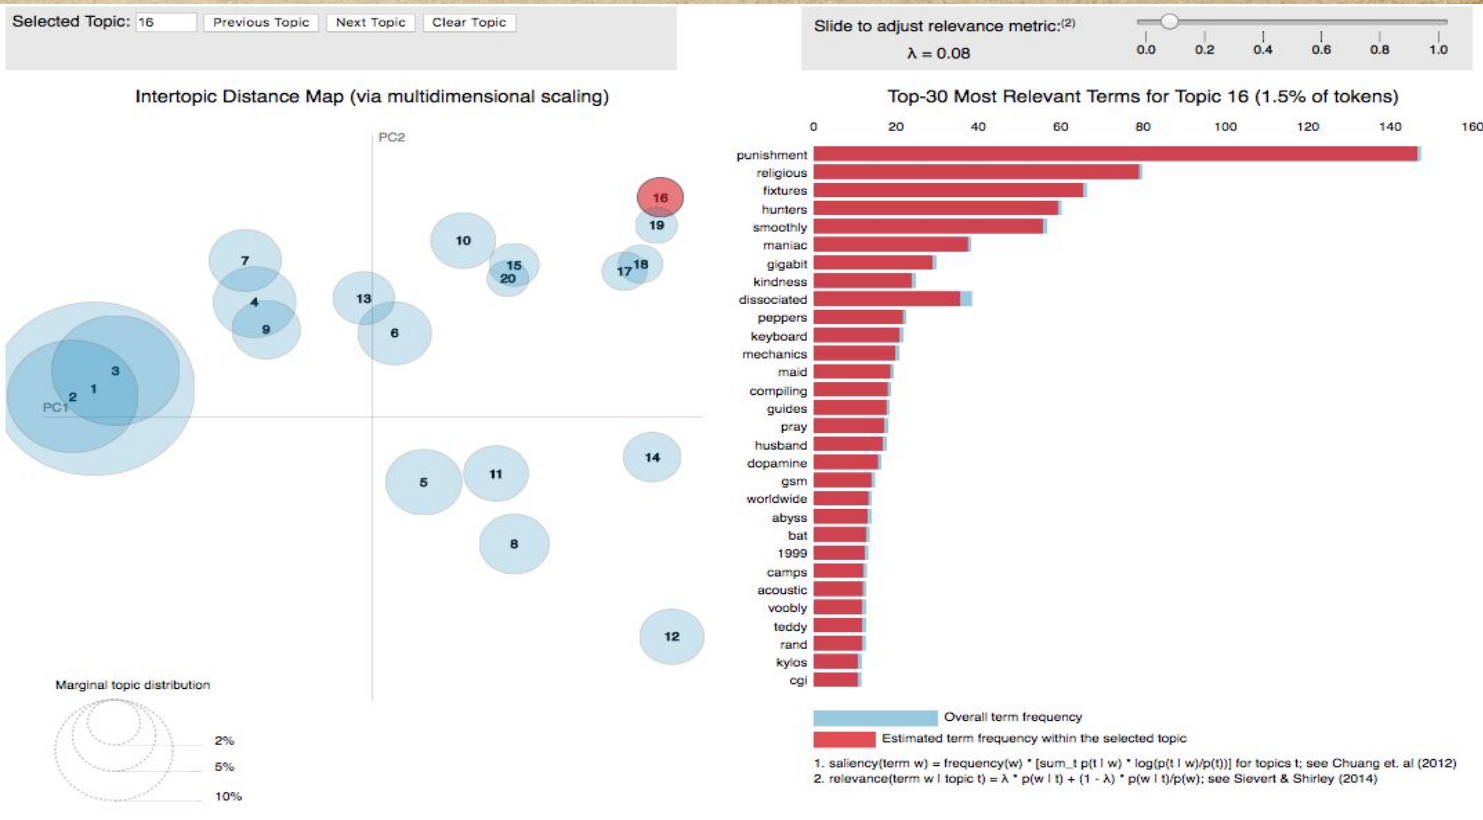 Selected Topic: 16 Previous Topic Next Topic Clear Topic
Slide to adjust relevance metric:(2)
λ = 0.08
0.0 0.2 0.4 0.6 0.8 1.0
Intertopic Distance Map (via multidimensional scaling)
PC2
PC1
16
19
10
7
15
18
17
20
4
13
9
6
3
1
2
14
11
5
8
12
Marginal topic distribution
2%
5%
10%
Top-30 Most Relevant Terms for Topic 16 (1.5% of tokens)
0 20 40 60 80 100 120 140 160
punishment
religious
fixtures
hunters
smoothly
maniac
gigabit
kindness
dissociated
peppers
keyboard
mechanics
maid
compiling
guides
pray
husband
dopamine
gsm
worldwide
abyss
bat
1999
camps
acoustic
voobly
teddy
rand
kylos
cgi
Overall term frequency
Estimated term frequency within the selected topic
1. saliency(term w) = frequency(w) * [sum_t p(t | w) * log(p(t | w)/p(t))] for topics t; see Chuang et. al (2012)
2. relevance(term w | topic t) = λ * p(w | t) + (1 - λ) * p(w | t)/p(w); see Sievert & Shirley (2014)